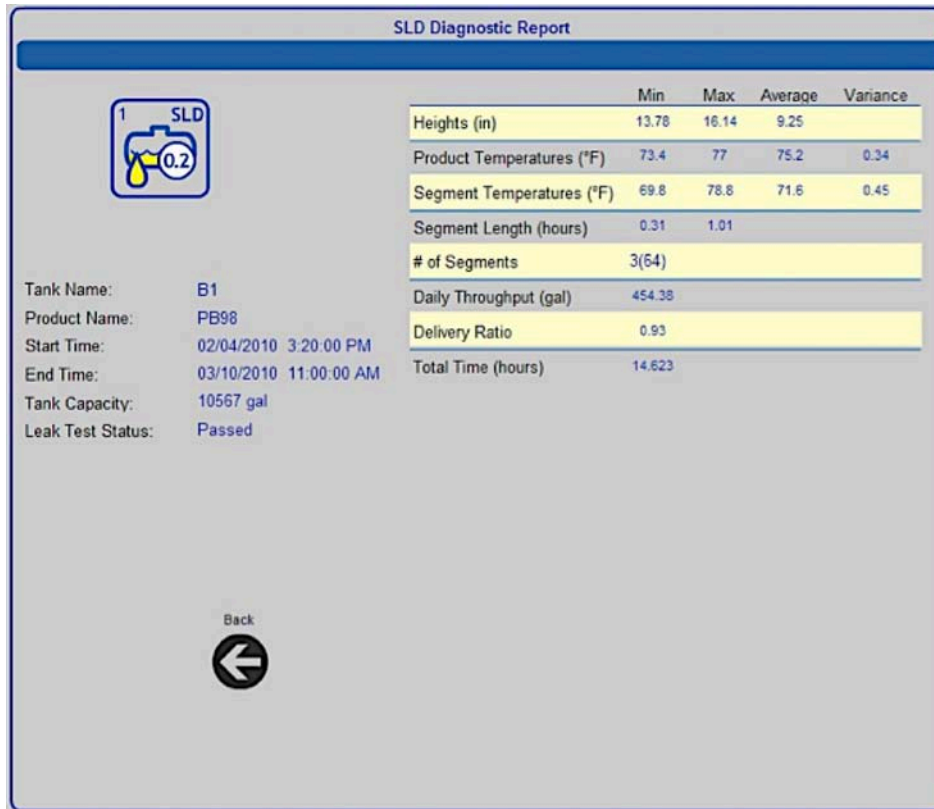 SLD Diagnostic Report
1 SLD
0.2
Min Max Average Variance
Heights (in) 13.78 16.14 9.25
Product Temperatures (°F) 73.4 77 75.2 0.34
Segment Temperatures (°F) 69.8 78.8 71.6 0.45
Segment Length (hours) 0.31 1.01
# of Segments 3(64)
Daily Throughput (gal) 454.38
Delivery Ratio 0.93
Total Time (hours) 14.623
Tank Name: B1
Product Name: PB98
Start Time: 02/04/2010 3:20:00 PM
End Time: 03/10/2010 11:00:00 AM
Tank Capacity: 10567 gal
Leak Test Status: Passed
Back